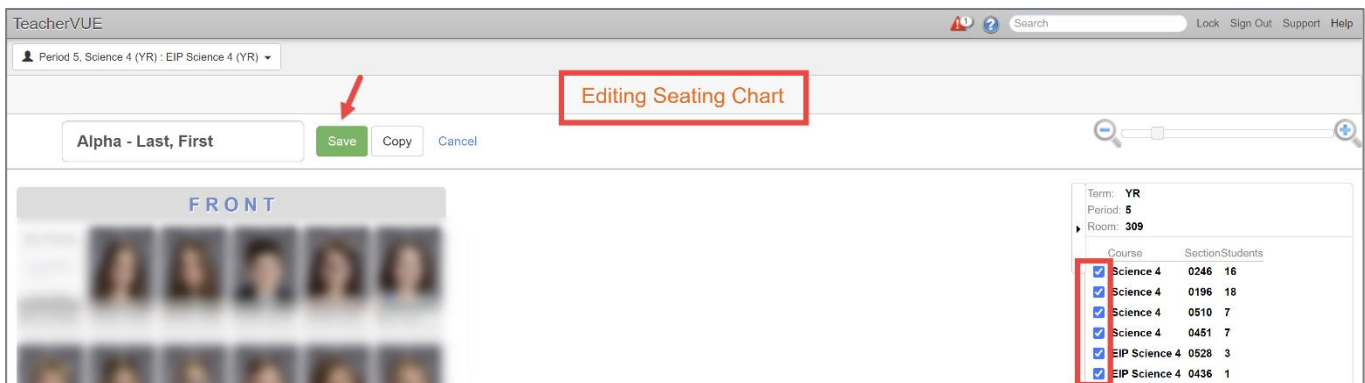 TeacherVUE 1 ? Search Lock Sign Out Support Help
Period 5, Science 4 (YR) : EIP Science 4 (YR)
Editing Seating Chart
Alpha - Last, First Save Copy Cancel
FRONT
Term: YR
Period: 5
Room: 309
Course Section Students
Science 4 0246 16
Science 4 0196 18
Science 4 0510 7
Science 4 0451 7
EIP Science 4 0528 3
EIP Science 4 0436 1